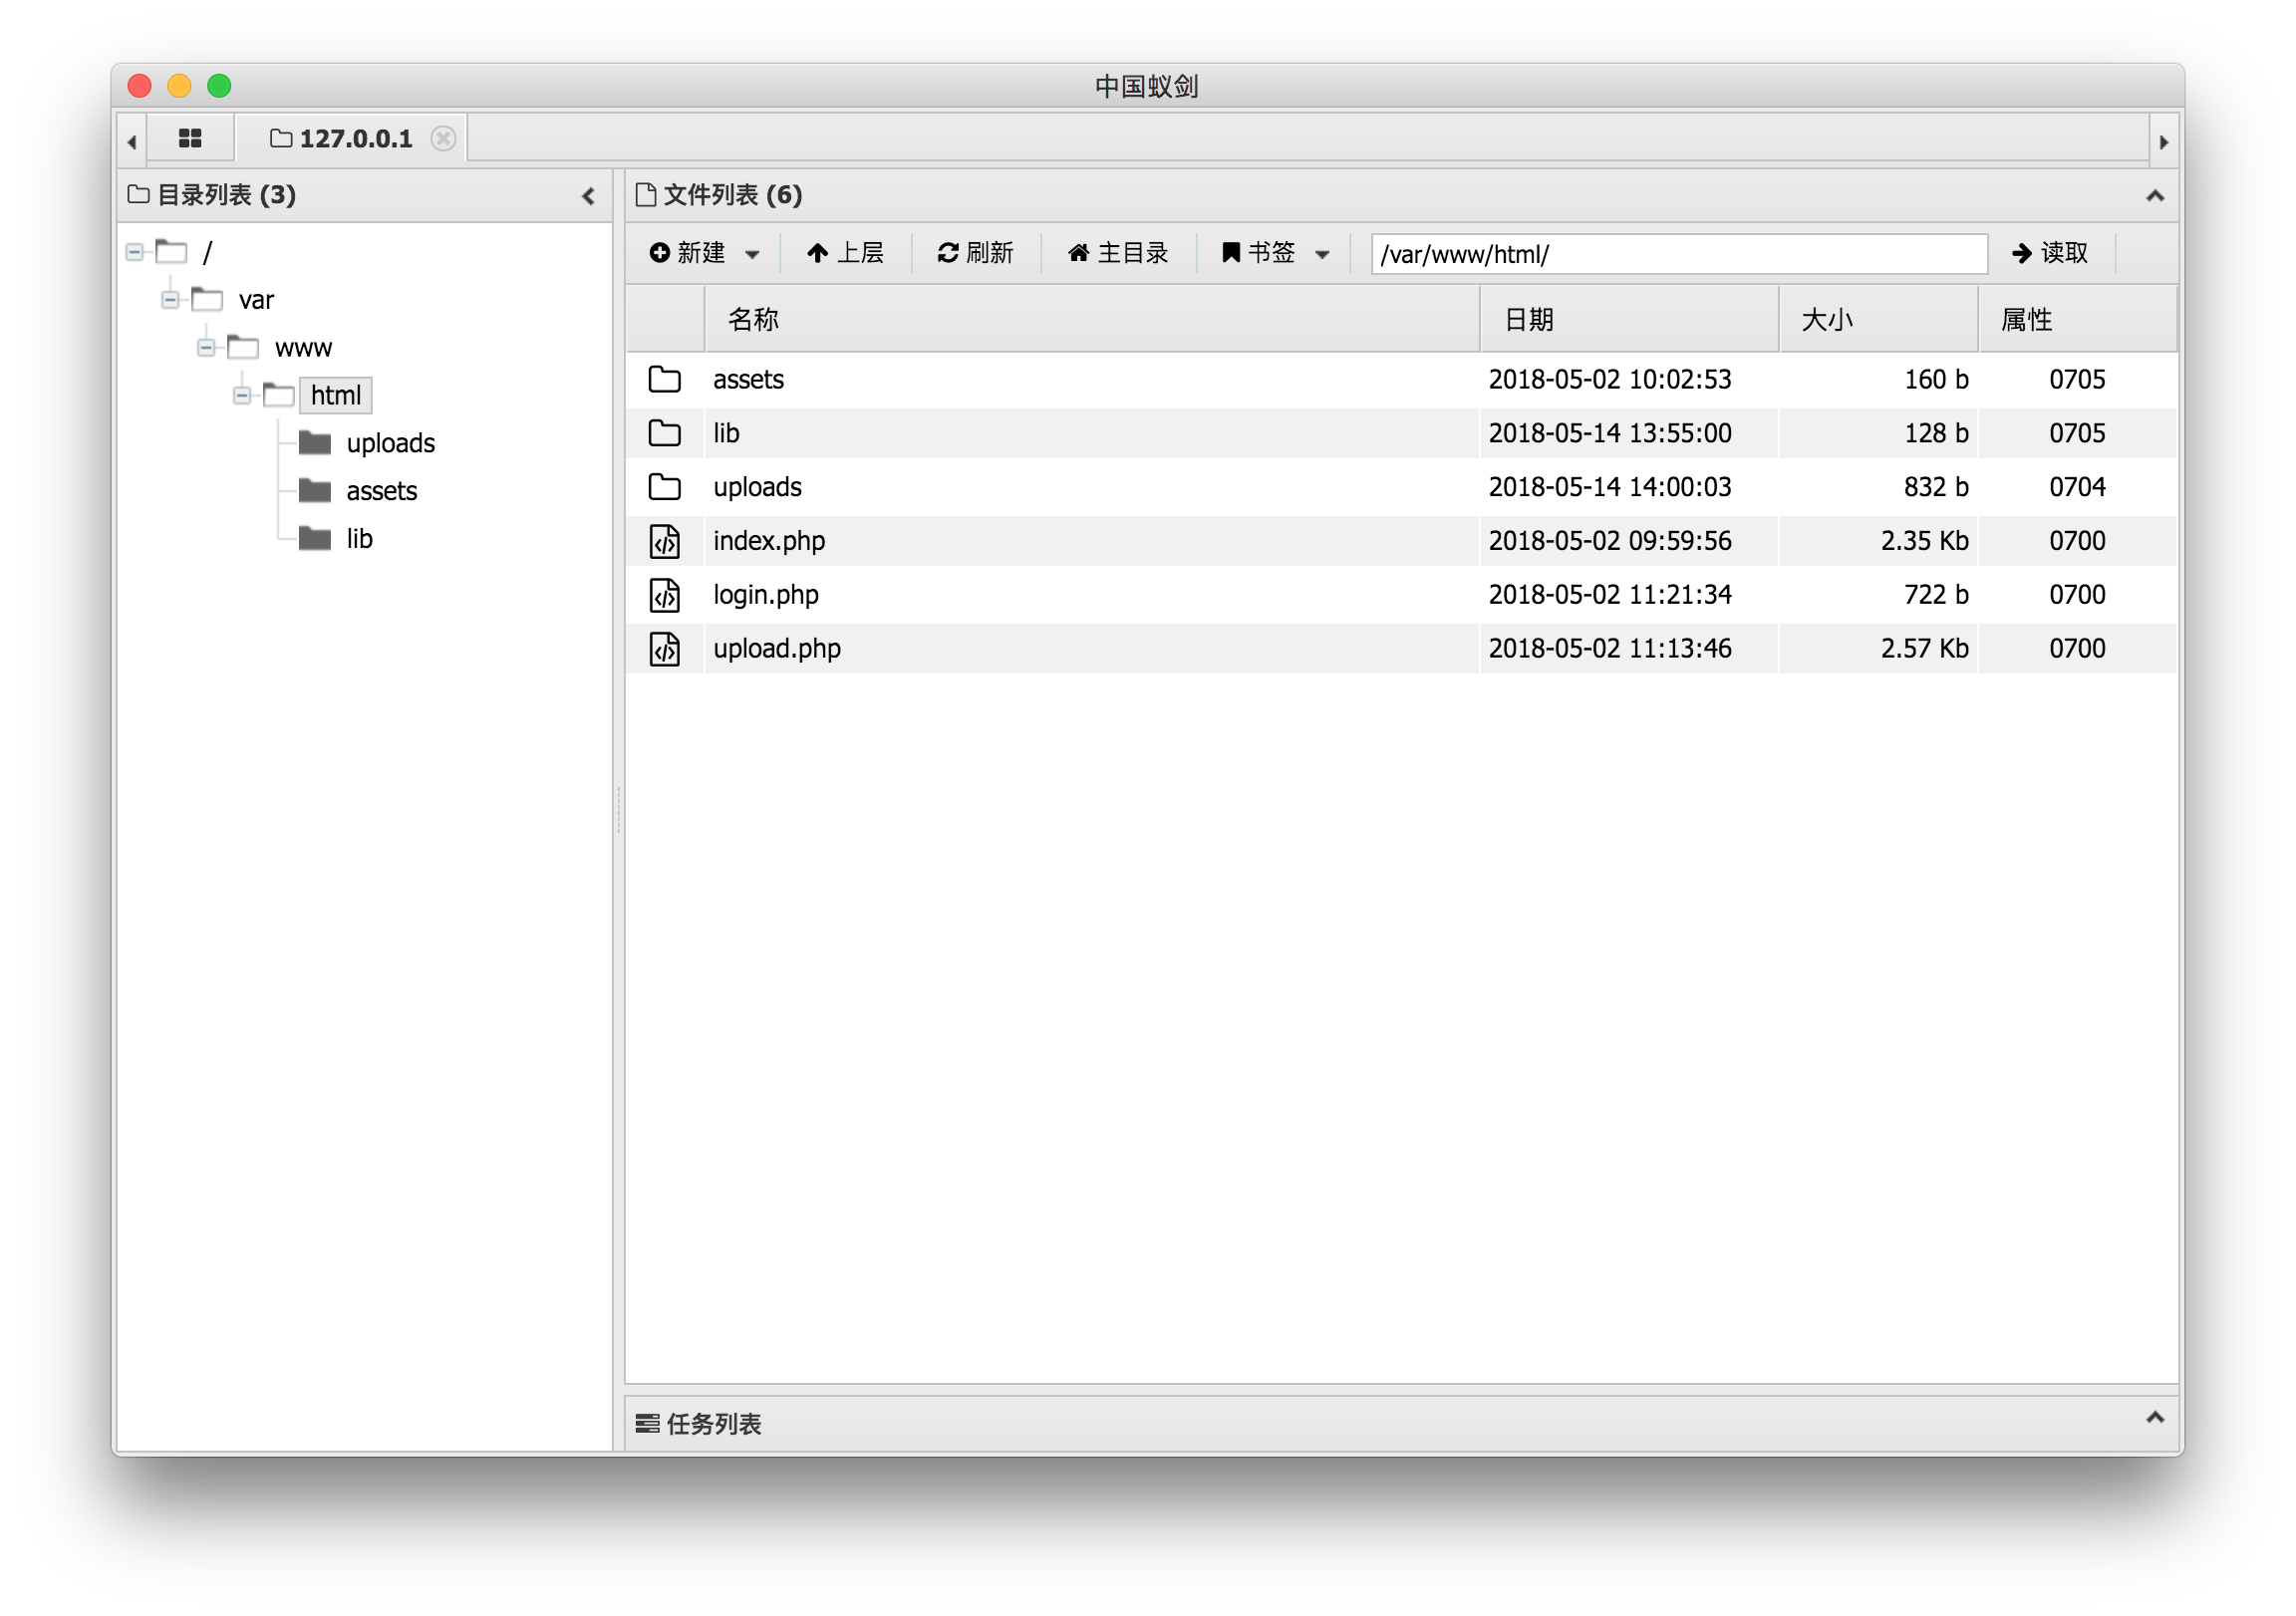 中国蚁剑
127.0.0.1
目录列表 (3)
/
var
www
html
uploads
assets
lib
文件列表 (6)
新建 上层 刷新 主目录 书签 /var/www/html/ 读取
名称 日期 大小 属性
assets 2018-05-02 10:02:53 160 b 0705
lib 2018-05-14 13:55:00 128 b 0705
uploads 2018-05-14 14:00:03 832 b 0704
index.php 2018-05-02 09:59:56 2.35 Kb 0700
login.php 2018-05-02 11:21:34 722 b 0700
upload.php 2018-05-02 11:13:46 2.57 Kb 0700
任务列表